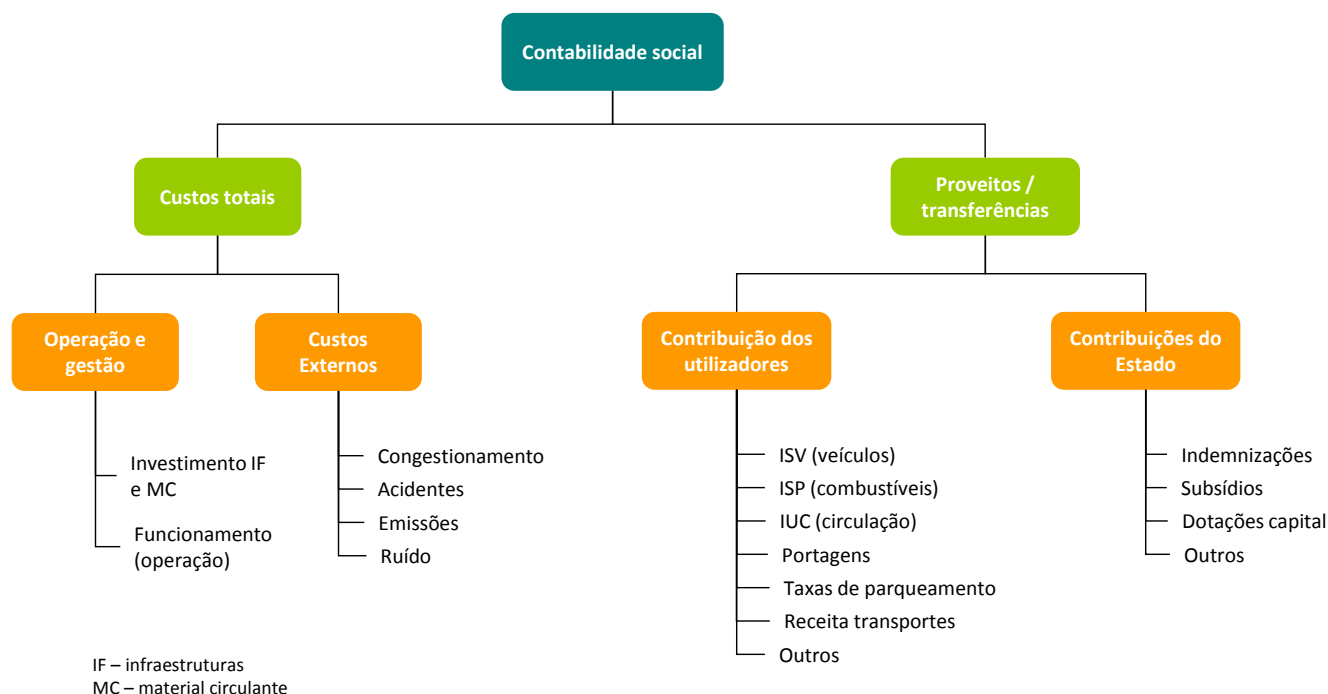 Contabilidade social
Custos totais
Proveitos /
transferências
Operação e
gestão
Custos
Externos
Contribuição dos
utilizadores
Contribuições do
Estado
Investimento IF
e MC
Funcionamento
(operação)
Congestionamento
Acidentes
Emissões
Ruído
ISV (veículos)
ISP (combustíveis)
IUC (circulação)
Portagens
Taxas de parqueamento
Receita transportes
Outros
Indemnizações
Subsídios
Dotações capital
Outros
IF – infraestruturas
MC – material circulante